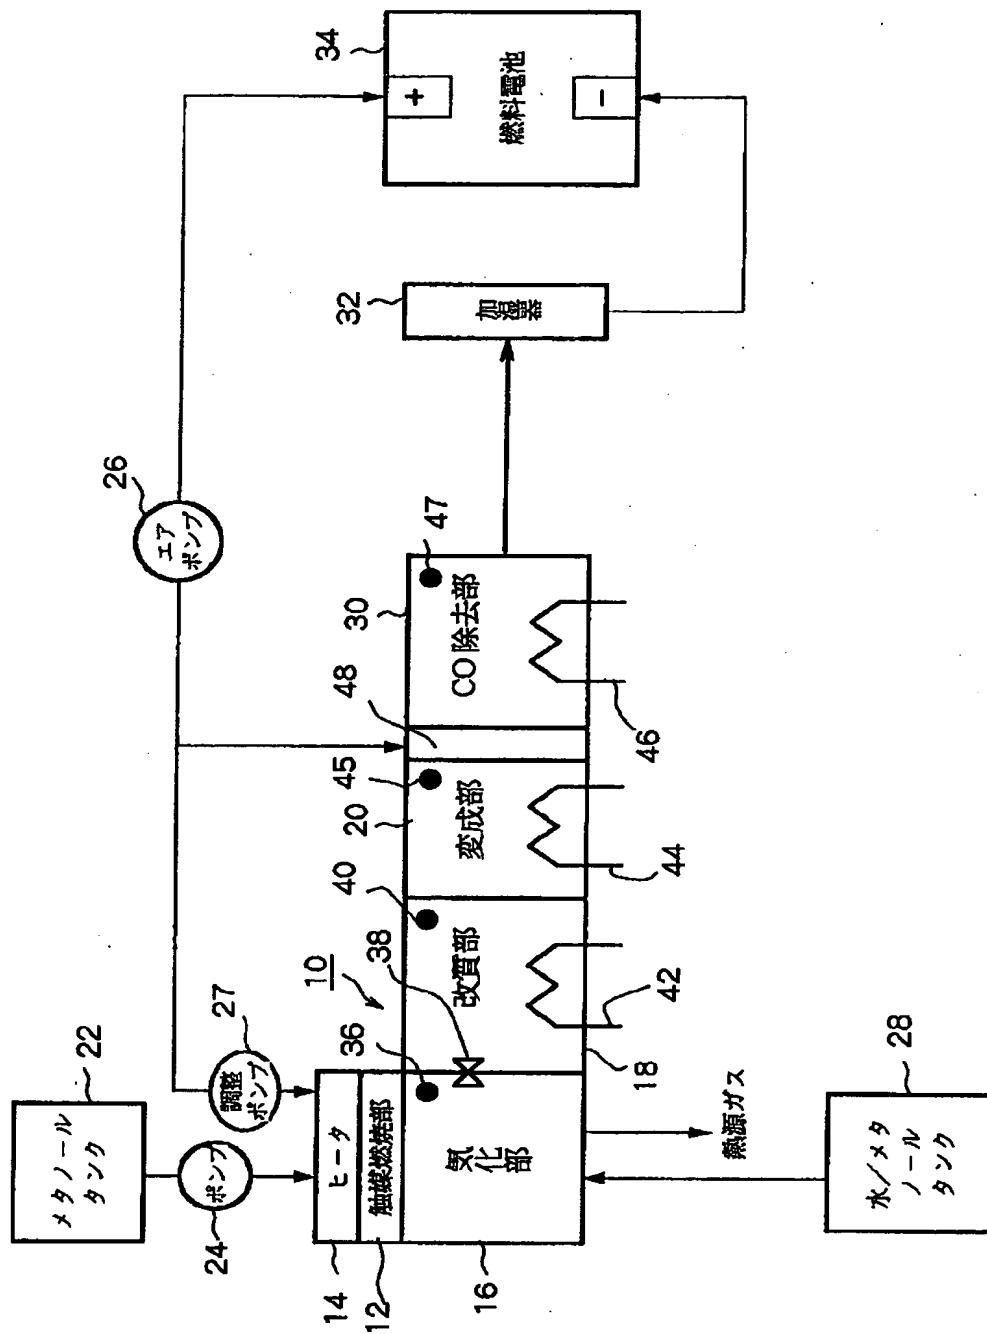 メタノール
タンク
22
ポンプ
24
調整
ポンプ
27
エア
ポンプ
26
ヒータ
14
触媒燃焼部
12
気化部
16
36
38
10
改質部
40
42
18
変成部
20
45
44
48
CO除去部
30
47
46
加湿器
32
燃料電池
34
+
−
熱源ガス
水/メタ
ノール
タンク
28